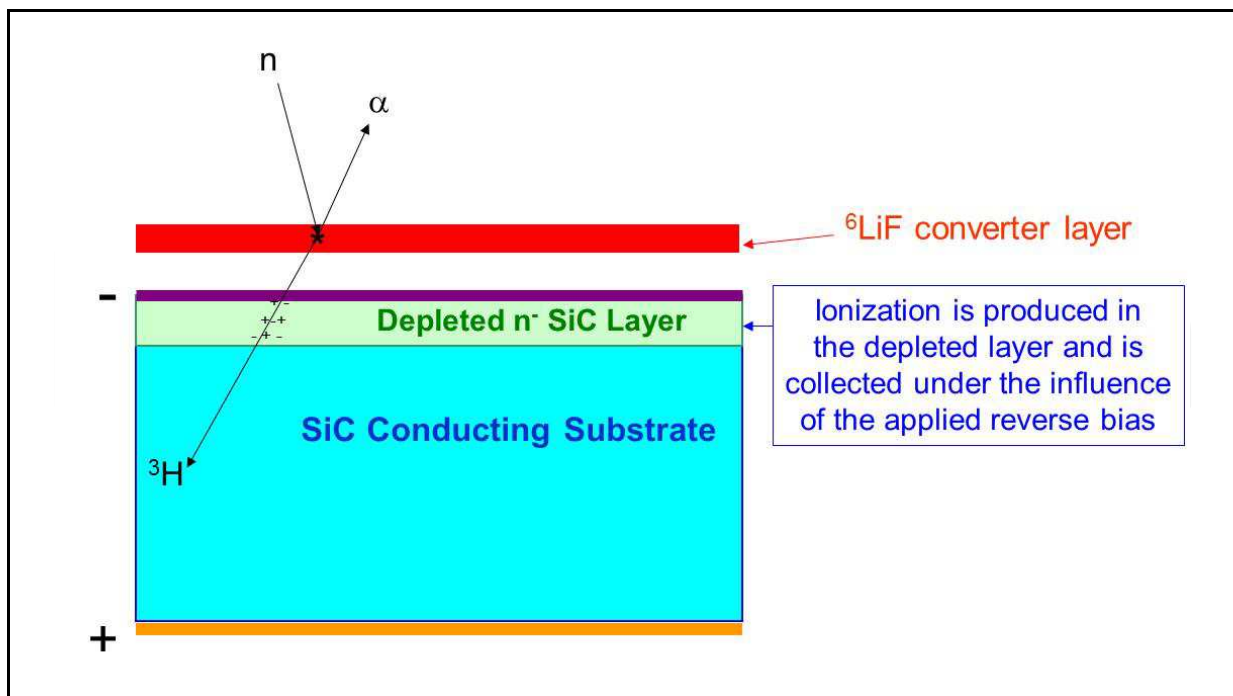 n
α
⁶LiF converter layer
-
Depleted n⁻ SiC Layer
+ -
+-+
- + -
Ionization is produced in
the depleted layer and is
collected under the influence
of the applied reverse bias
SiC Conducting Substrate
³H
+